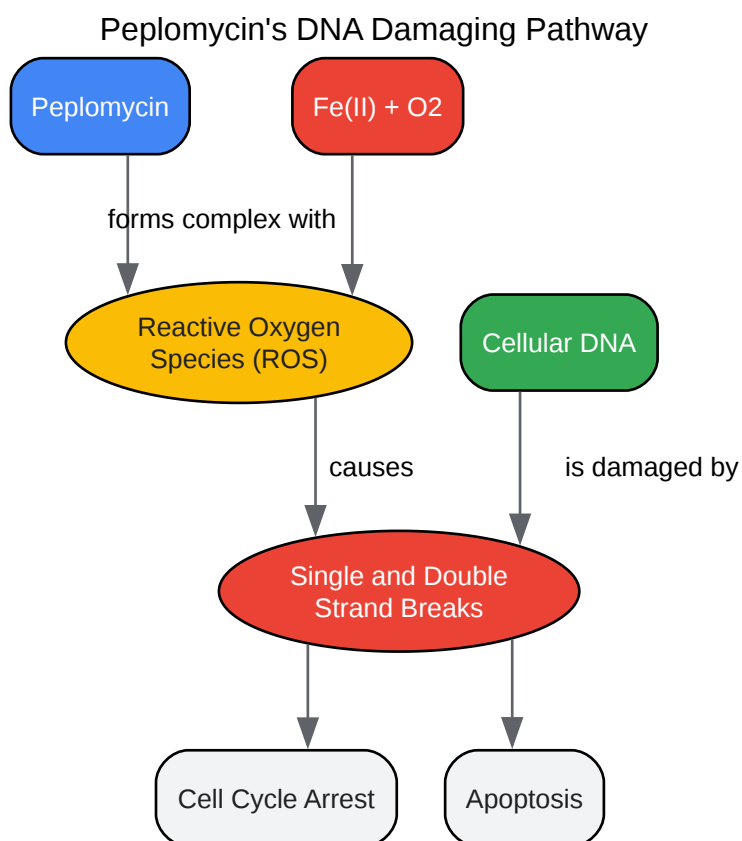 Peplomycin's DNA Damaging Pathway
Peplomycin
Fe(II) + O2
forms complex with
Reactive Oxygen
Species (ROS)
Cellular DNA
causes
is damaged by
Single and Double
Strand Breaks
Cell Cycle Arrest
Apoptosis